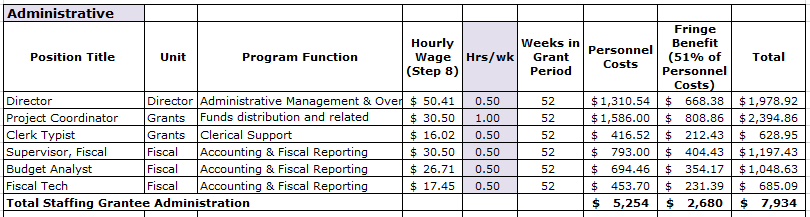 Administrative
Position Title Unit Program Function Hourly Wage (Step 8) Hrs/wk Weeks in Grant Period Personnel Costs Fringe Benefit (51% of Personnel Costs) Total
Director Director Administrative Management & Over $ 50.41 0.50 52 $1,310.54 $ 668.38 $1,978.92
Project Coordinator Grants Funds distribution and related $ 30.50 1.00 52 $1,586.00 $ 808.86 $2,394.86
Clerk Typist Grants Clerical Support $ 16.02 0.50 52 $ 416.52 $ 212.43 $ 628.95
Supervisor, Fiscal Fiscal Accounting & Fiscal Reporting $ 30.50 0.50 52 $ 793.00 $ 404.43 $1,197.43
Budget Analyst Fiscal Accounting & Fiscal Reporting $ 26.71 0.50 52 $ 694.46 $ 354.17 $1,048.63
Fiscal Tech Fiscal Accounting & Fiscal Reporting $ 17.45 0.50 52 $ 453.70 $ 231.39 $ 685.09
Total Staffing Grantee Administration $ 5,254 $ 2,680 $ 7,934